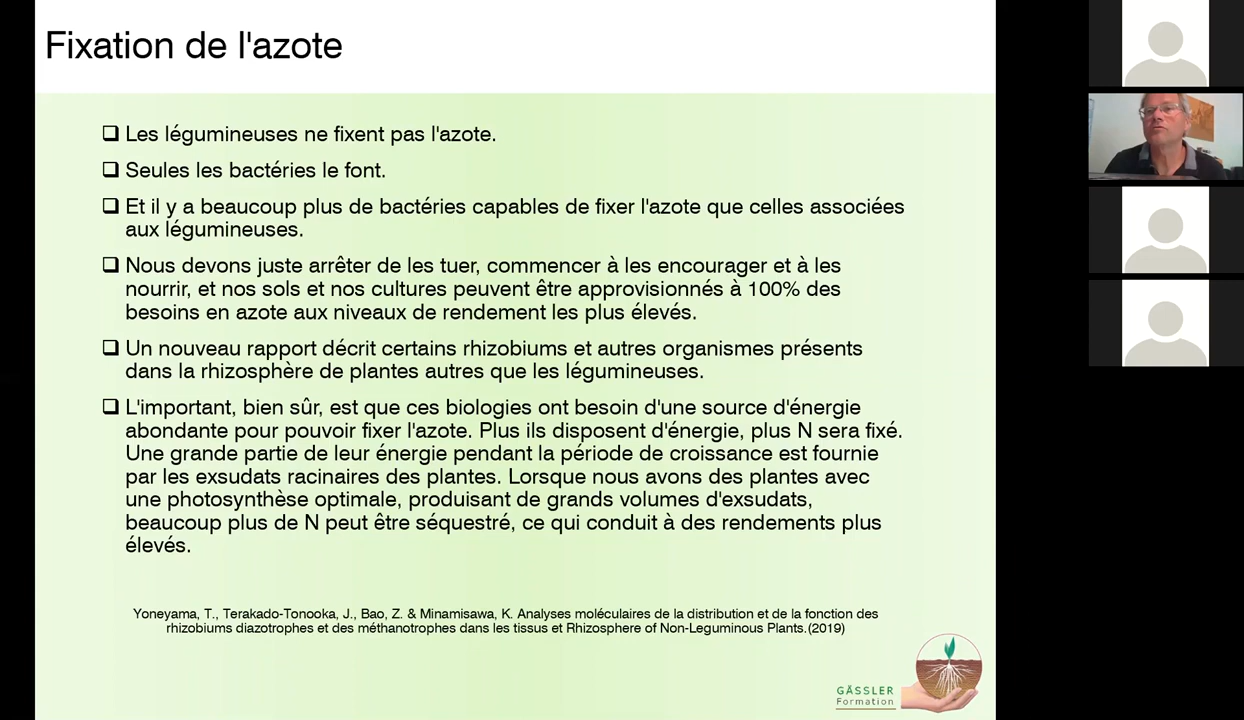 Fixation de l'azote
Les légumineuses ne fixent pas l'azote.
Seules les bactéries le font.
Et il y a beaucoup plus de bactéries capables de fixer l'azote que celles associées
aux légumineuses.
Nous devons juste arrêter de les tuer, commencer à les encourager et à les
nourrir, et nos sols et nos cultures peuvent être approvisionnés à 100% des
besoins en azote aux niveaux de rendement les plus élevés.
Un nouveau rapport décrit certains rhizobiums et autres organismes présents
dans la rhizosphère de plantes autres que les légumineuses.
L'important, bien sûr, est que ces biologies ont besoin d'une source d'énergie
abondante pour pouvoir fixer l'azote. Plus ils disposent d'énergie, plus N sera fixé.
Une grande partie de leur énergie pendant la période de croissance est fournie
par les exsudats racinaires des plantes. Lorsque nous avons des plantes avec
une photosynthèse optimale, produisant de grands volumes d'exsudats,
beaucoup plus de N peut être séquestré, ce qui conduit à des rendements plus
élevés.
Yoneyama, T., Terakado-Tonooka, J., Bao, Z. & Minamisawa, K. Analyses moléculaires de la distribution et de la fonction des
rhizobiums diazotrophes et des méthanotrophes dans les tissus et Rhizosphere of Non-Leguminous Plants.(2019)
GÄSSLER
Formation